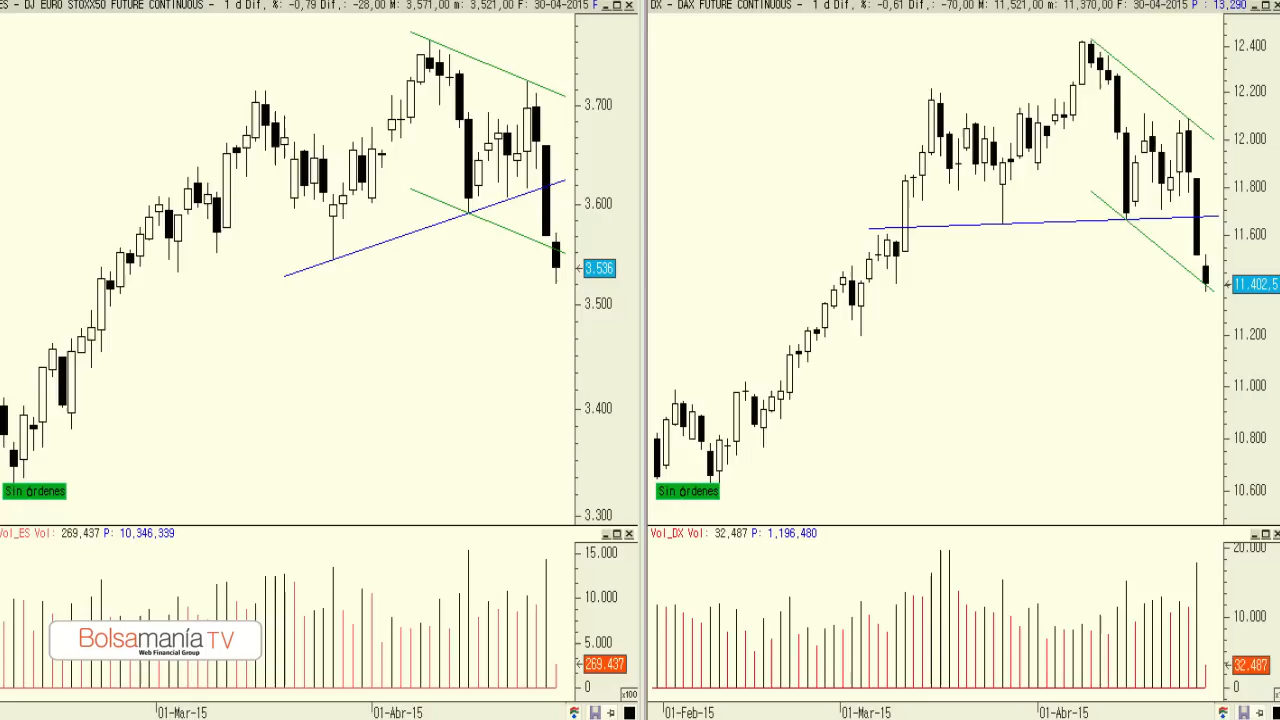 ES - DJ EURO STOXX50 FUTURE CONTINUOUS - 1 d Dif, %: -0,79 Dif,: -28,00 M: 3,571,00 m: 3,521,00 F: 30-04-2015 F
3.700
3.600
3.536
3.500
3.400
3.300
Sin órdenes
Vol_ES Vol: 269,437 P: 10,346,339
15.000
10.000
5.000
269.437
0
x100
01-Mar-15
01-Abr-15
Bolsamanía TV
Web Financial Group
DX - DAX FUTURE CONTINUOUS - 1 d Dif, %: -0,61 Dif,: -70,00 M: 11,521,00 m: 11,370,00 F: 30-04-2015 P : 13,290
12.400
12.200
12.000
11.800
11.600
11.402,5
11.200
11.000
10.800
10.600
Sin órdenes
Vol_DX Vol: 32,487 P: 1,196,480
20.000
10.000
32.487
0
01-Feb-15
01-Mar-15
01-Abr-15